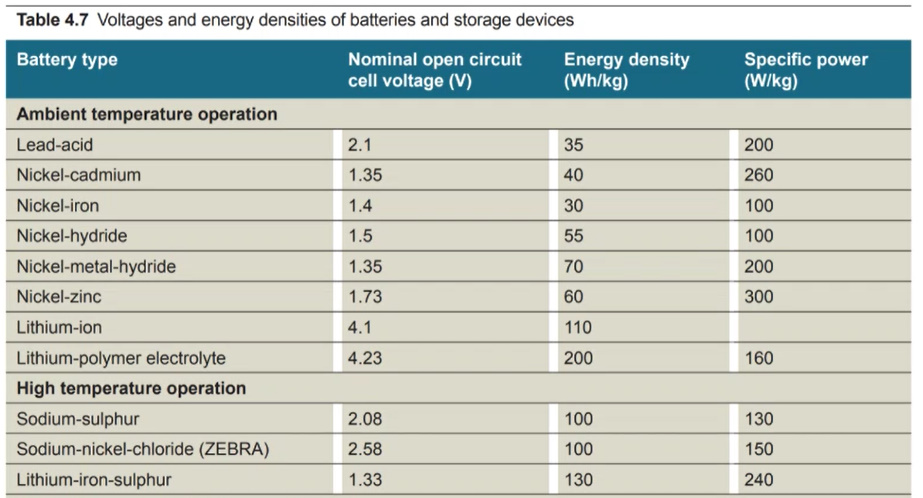 Table 4.7 Voltages and energy densities of batteries and storage devices
Battery type Nominal open circuit cell voltage (V) Energy density (Wh/kg) Specific power (W/kg)
Ambient temperature operation
Lead-acid 2.1 35 200
Nickel-cadmium 1.35 40 260
Nickel-iron 1.4 30 100
Nickel-hydride 1.5 55 100
Nickel-metal-hydride 1.35 70 200
Nickel-zinc 1.73 60 300
Lithium-ion 4.1 110
Lithium-polymer electrolyte 4.23 200 160
High temperature operation
Sodium-sulphur 2.08 100 130
Sodium-nickel-chloride (ZEBRA) 2.58 100 150
Lithium-iron-sulphur 1.33 130 240